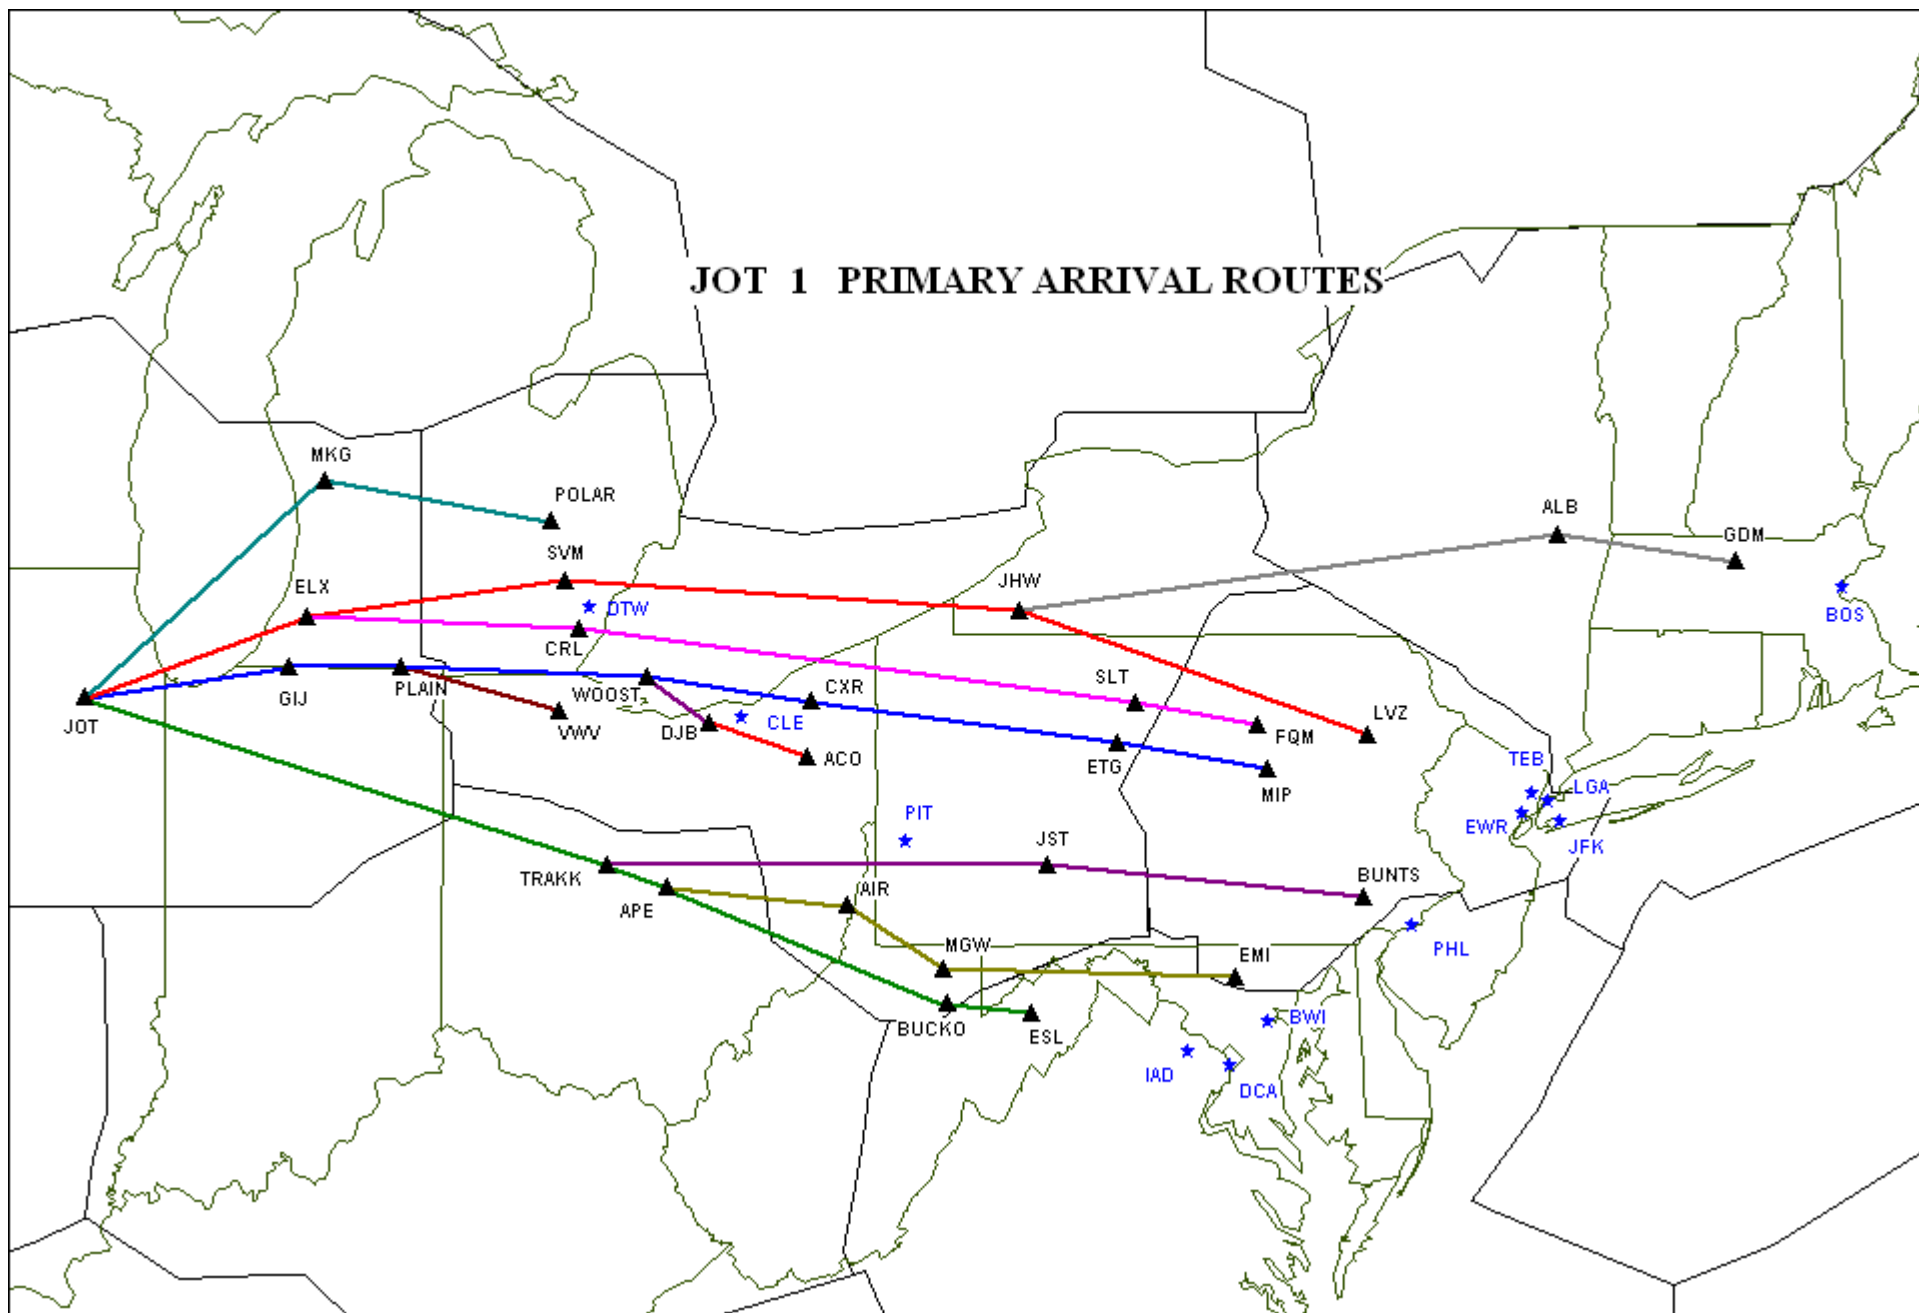 JOT 1 PRIMARY ARRIVAL ROUTES
MKG
POLAR
SVM
ELX
DTW
CRL
JHW
ALB
GDM
BOS
JOT
GIJ
PLAIN
VWV
WOOST
DJB
CLE
CXR
ACO
SLT
FQM
LVZ
ETG
MIP
TEB
LGA
EWR
JFK
PIT
TRAKK
APE
AIR
JST
BUNTS
PHL
MGW
EMI
BUCKO
ESL
BWI
IAD
DCA